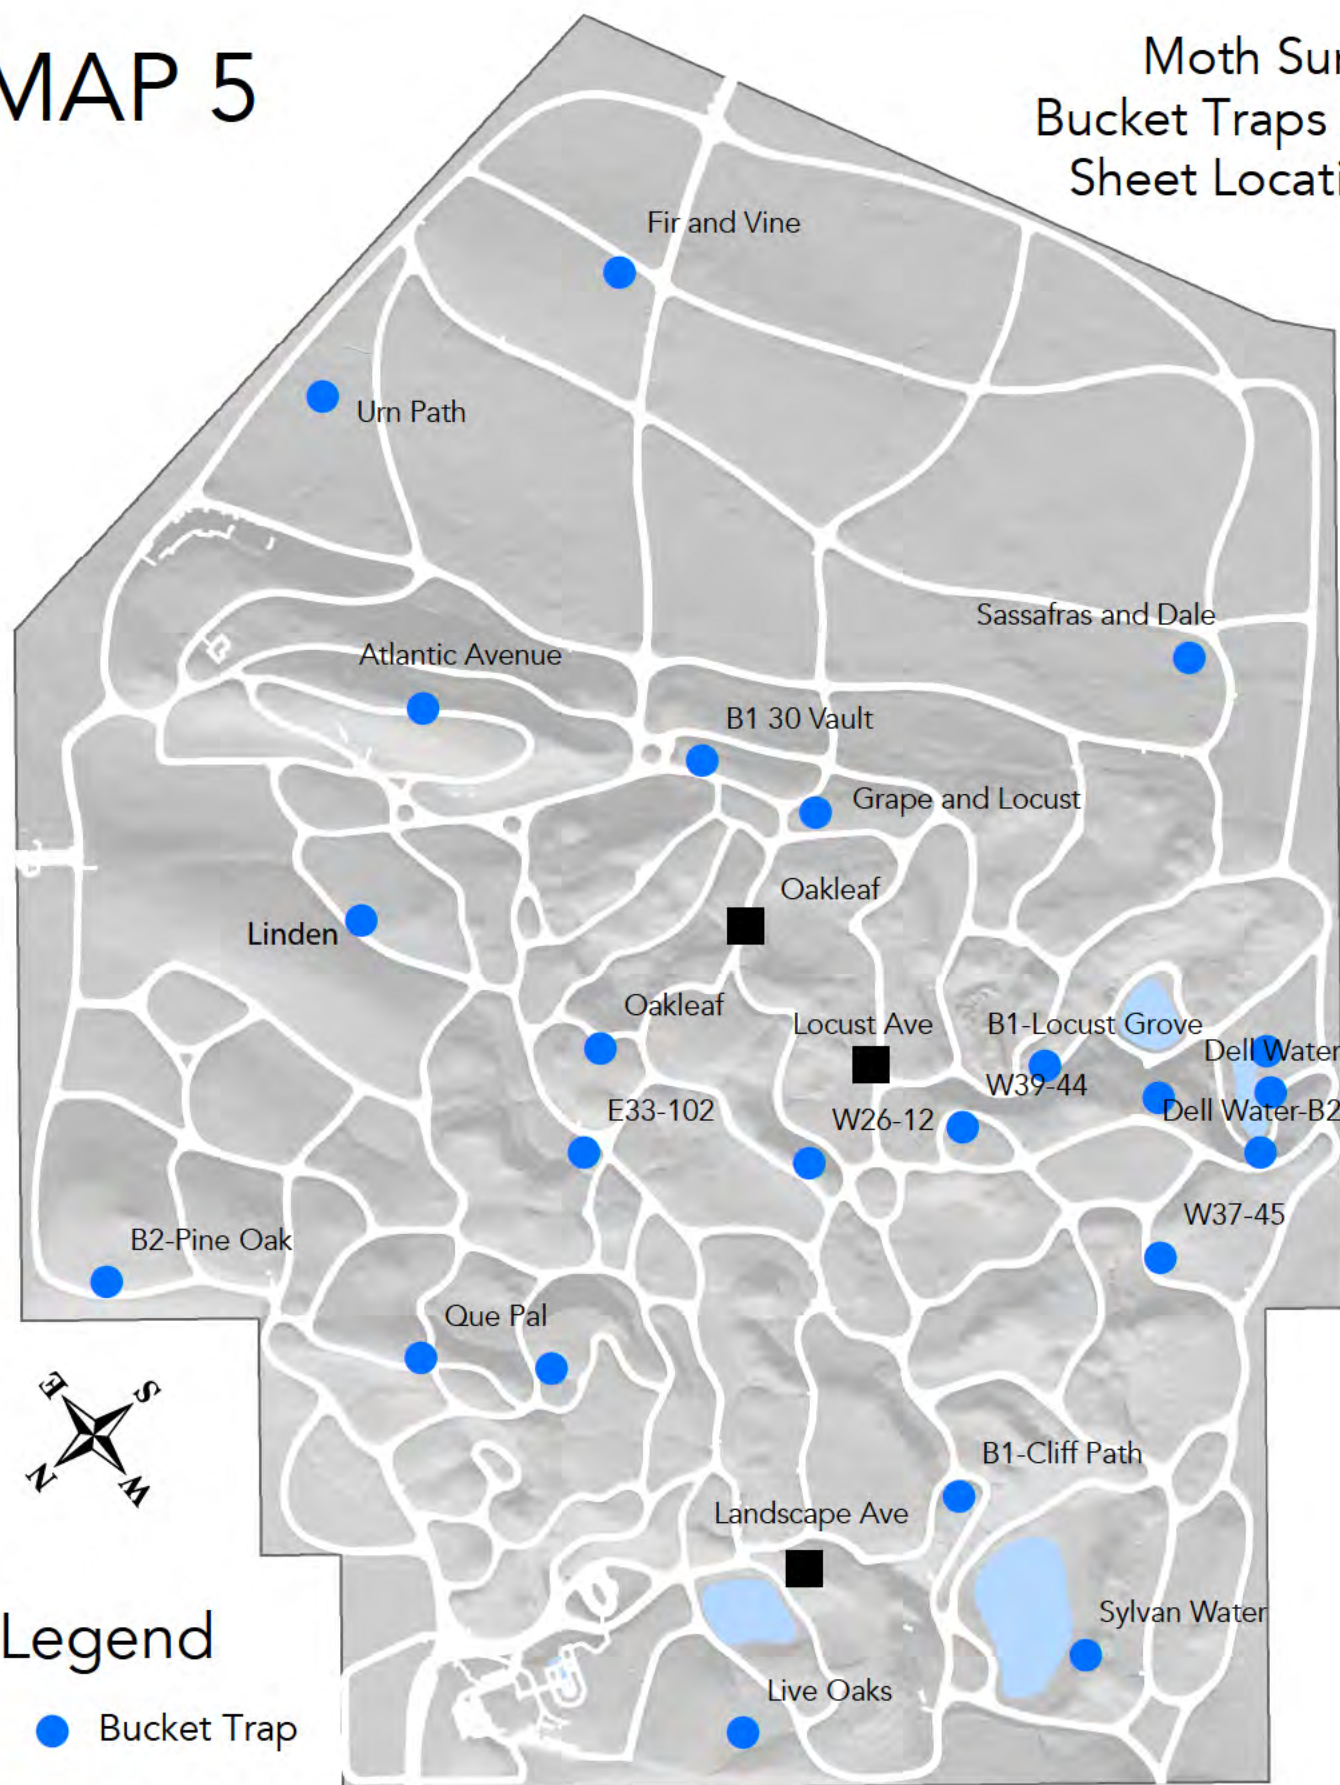 MAP 5
Moth Sur
Bucket Traps
Sheet Locati
Fir and Vine
Urn Path
Sassafras and Dale
Atlantic Avenue
B1 30 Vault
Grape and Locust
Oakleaf
Linden
Oakleaf
Locust Ave
B1-Locust Grove
Dell Water
W39-44
E33-102
W26-12
Dell Water-B2
W37-45
B2-Pine Oak
Que Pal
E
S
N
W
B1-Cliff Path
Landscape Ave
Sylvan Water
Live Oaks
Legend
Bucket Trap